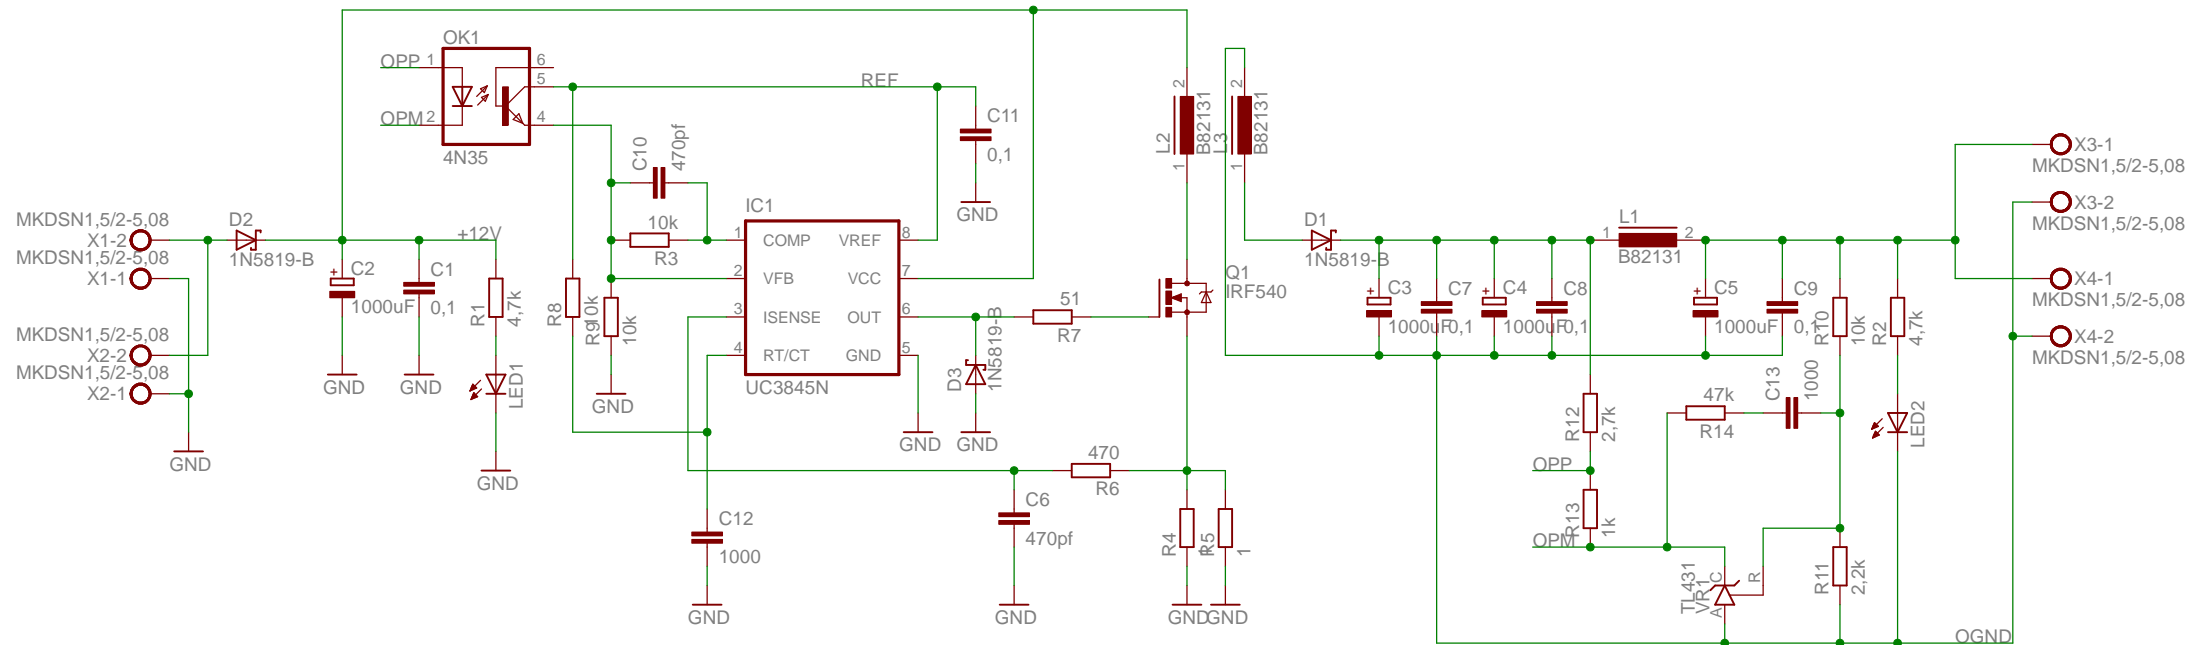 OK1
OPP 1
OPM 2
6
5
4
4N35
REF
C10
470pf
C11
0,1
GND
MKDSN1,5/2-5,08
X1-2
MKDSN1,5/2-5,08
X1-1
MKDSN1,5/2-5,08
X2-2
MKDSN1,5/2-5,08
X2-1
GND
D2
1N5819-B
+12V
C2
+
1000uF
GND
C1
0,1
GND
R1
4,7k
LED1
GND
R8
10k
R9
10k
GND
10k
R3
IC1
1 COMP VREF 8
2 VFB VCC 7
3 ISENSE OUT 6
4 RT/CT GND 5
UC3845N
GND
D3
1N5819-B
GND
51
R7
C12
1000
GND
C6
470pf
GND
470
R6
R4
GND
R5
1
GND
L2
B82131
2
1
L3
B82131
2
1
Q1
IRF540
D1
1N5819-B
C3
+
1000uF
C7
0,1
C4
+
1000uF
C8
0,1
L1
1
2
B82131
C5
+
1000uF
C9
0,1
R10
10k
R2
4,7k
LED2
R12
2,7k
OPP
R13
1k
OPM
47k
R14
C13
1000
TL431
VR1
C
R
A
R11
2,2k
OGND
X3-1
MKDSN1,5/2-5,08
X3-2
MKDSN1,5/2-5,08
X4-1
MKDSN1,5/2-5,08
X4-2
MKDSN1,5/2-5,08